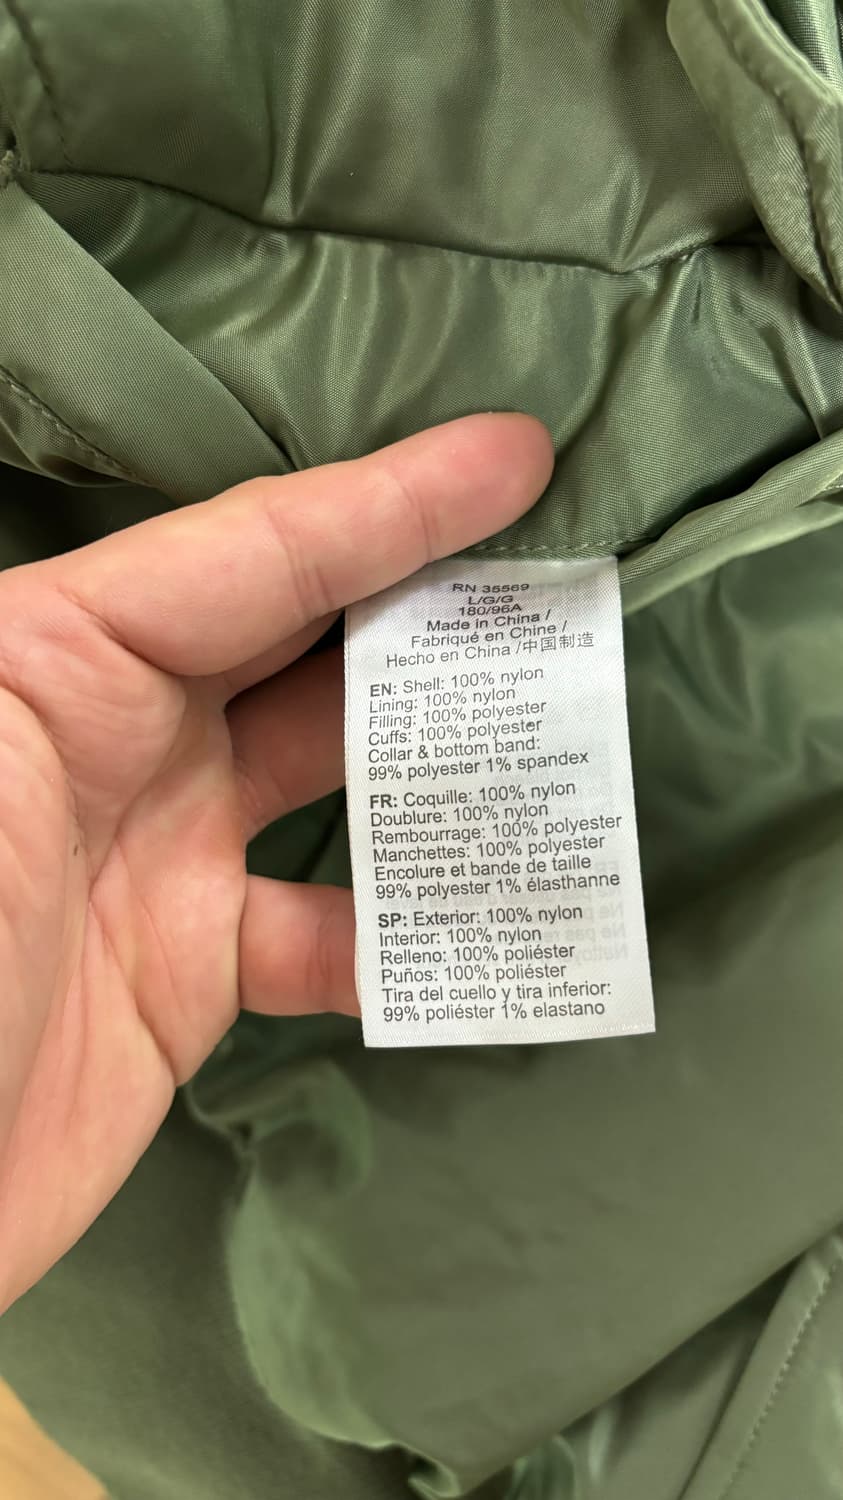 RN 35569
L/G/G
180/96A
Made in China /
Fabriqué en Chine /
Hecho en China /中国制造
EN: Shell: 100% nylon
Lining: 100% nylon
Filling: 100% polyester
Cuffs: 100% polyester
Collar & bottom band:
99% polyester 1% spandex
FR: Coquille: 100% nylon
Doublure: 100% nylon
Rembourrage: 100% polyester
Manchettes: 100% polyester
Encolure et bande de taille
99% polyester 1% élasthanne
SP: Exterior: 100% nylon
Interior: 100% nylon
Relleno: 100% poliéster
Puños: 100% poliéster
Tira del cuello y tira inferior:
99% poliéster 1% elastano